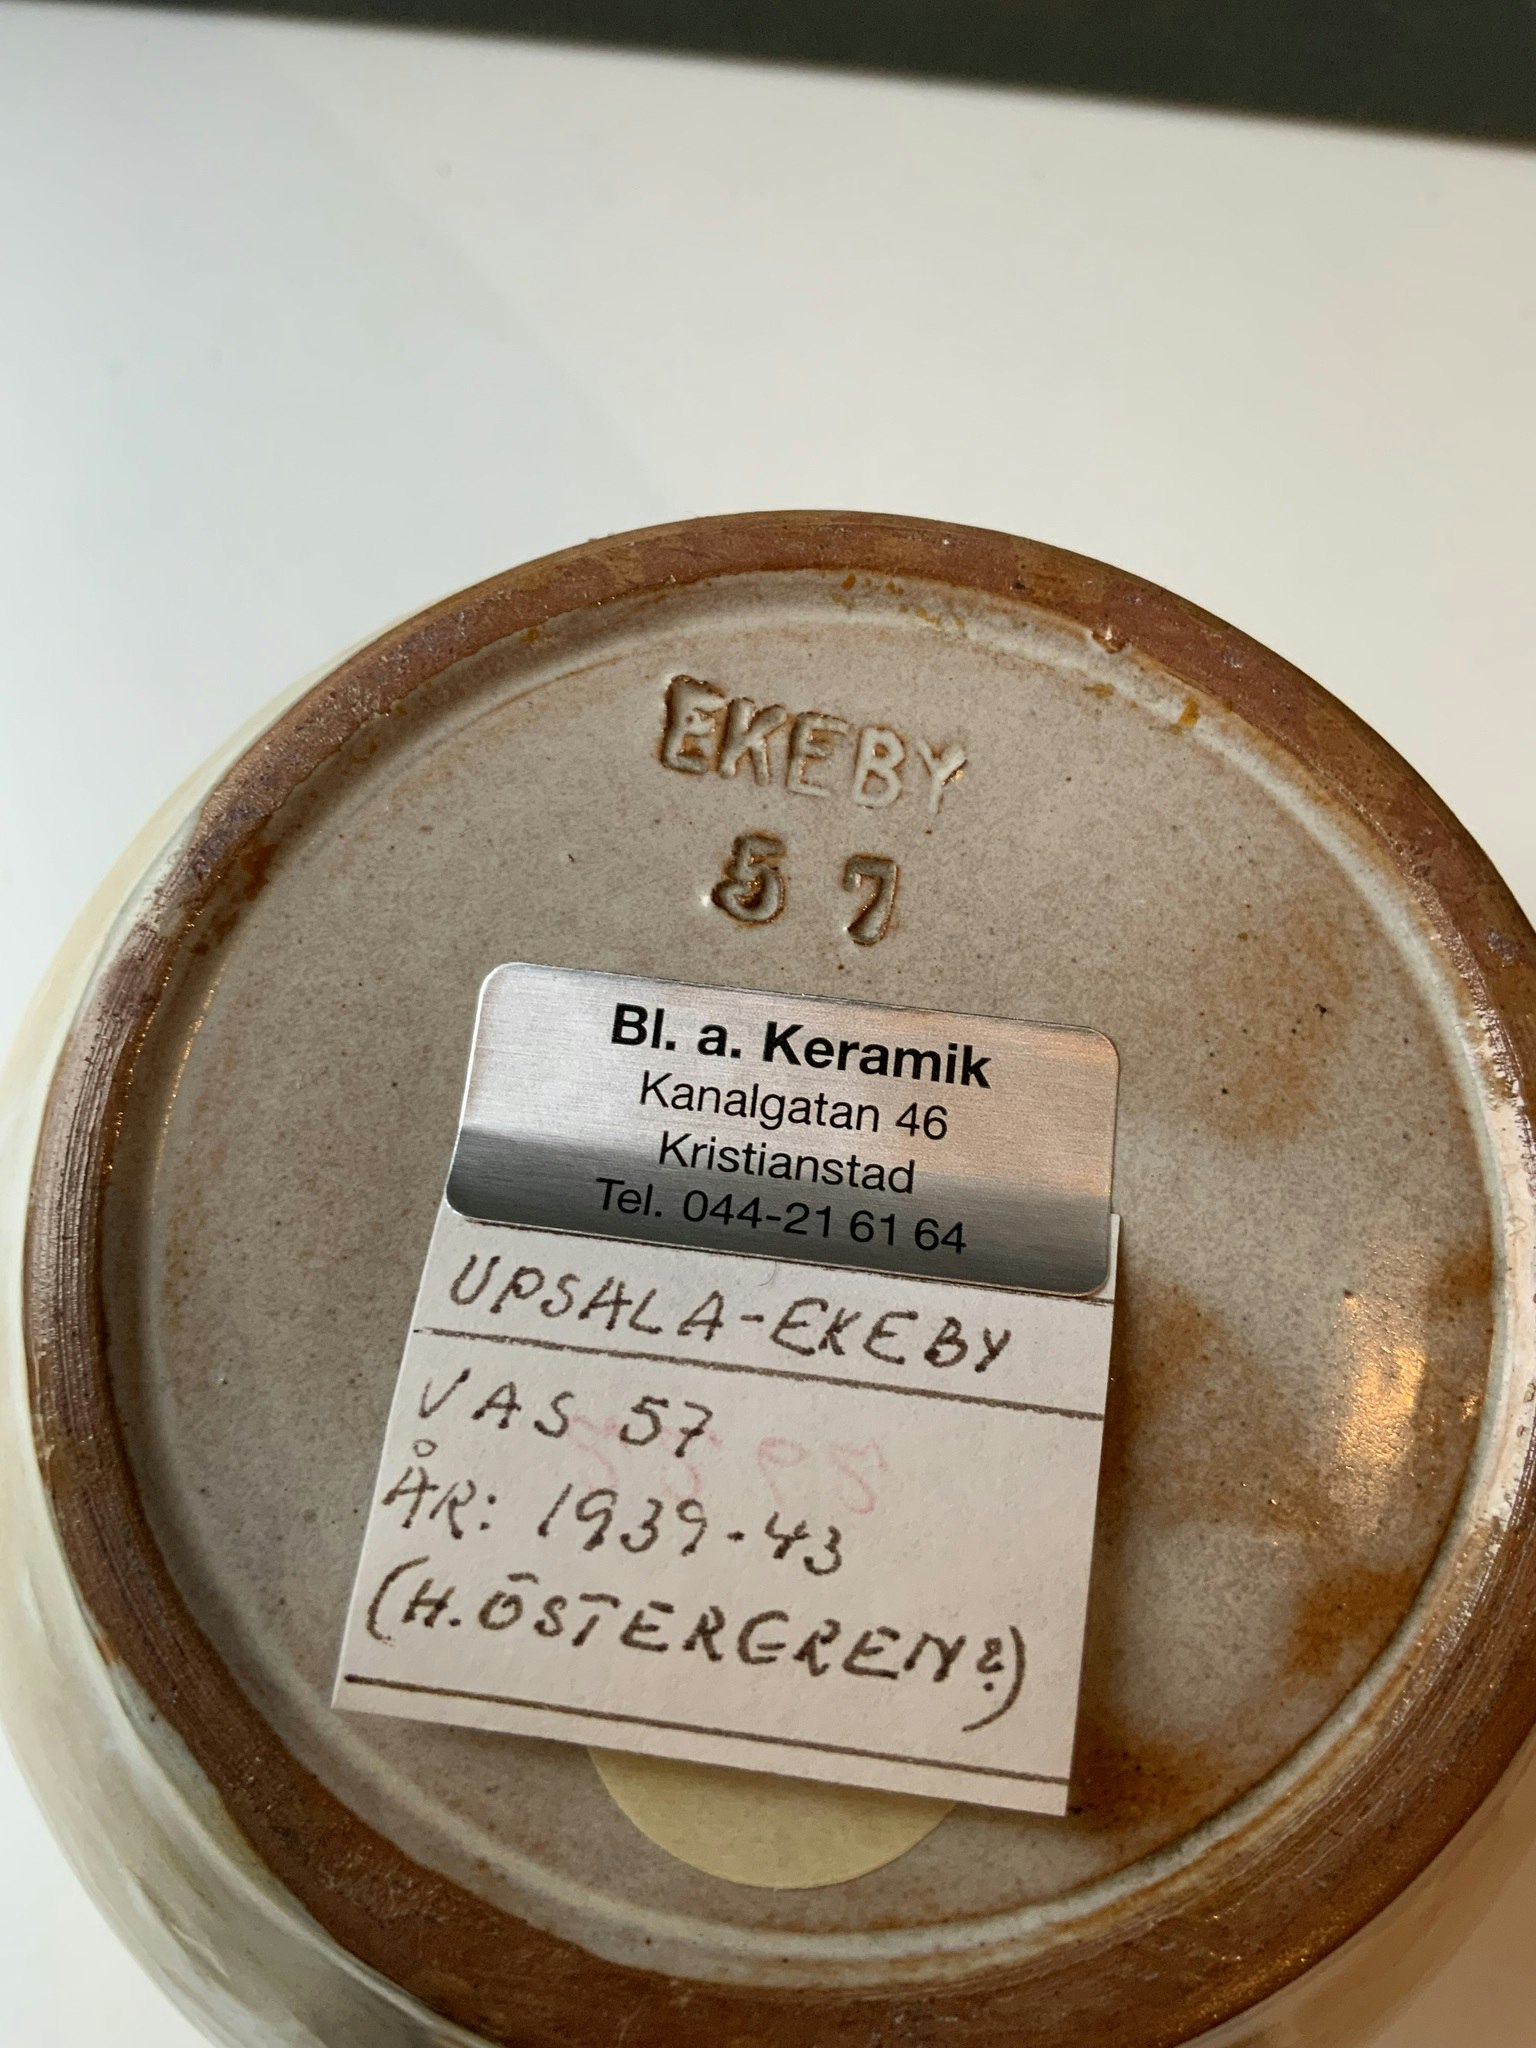 EKEBY
57
Bl. a. Keramik
Kanalgatan 46
Kristianstad
Tel. 044-21 61 64
UPSALA-EKEBY
VAS 57
ÅR: 1939-43
(H. ÖSTERGREN?)